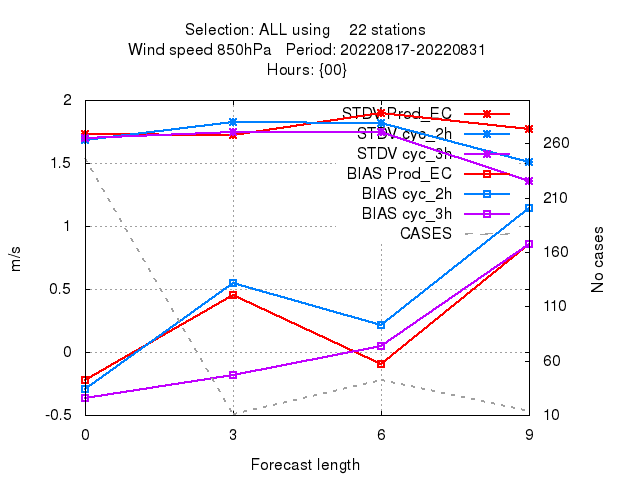 Selection: ALL using    22 stations
Wind speed 850hPa   Period: 20220817-20220831
Hours: {00}
STDV Prod_EC
STDV cyc_2h
STDV cyc_3h
BIAS Prod_EC
BIAS cyc_2h
BIAS cyc_3h
CASES
2
1.5
1
0.5
0
-0.5
m/s
260
210
160
110
60
10
No cases
0 3 6 9
Forecast length